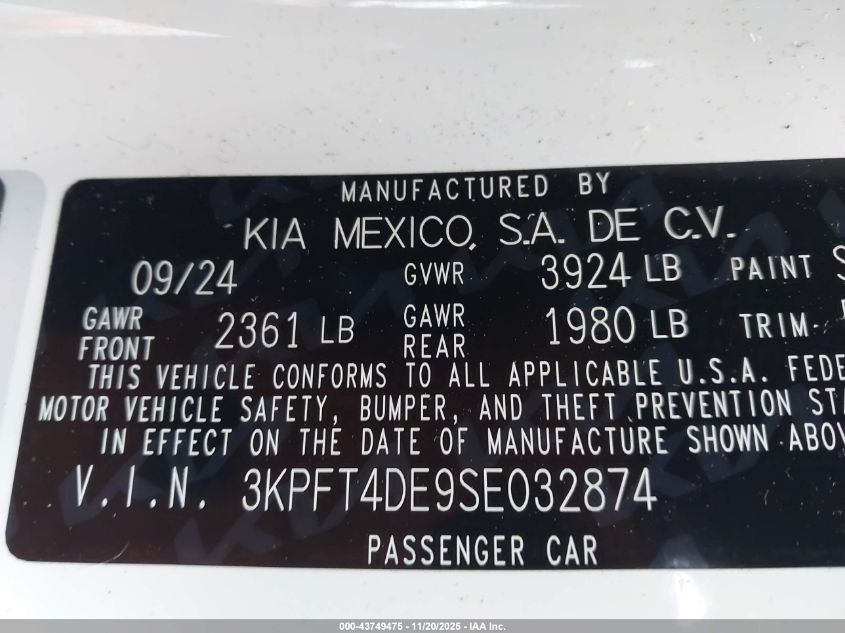 MANUFACTURED BY
KIA MEXICO, S.A. DE C.V.
09/24 GVWR 3924 LB PAINT
GAWR FRONT 2361 LB GAWR REAR 1980 LB TRIM-
THIS VEHICLE CONFORMS TO ALL APPLICABLE U.S.A. FEDE
MOTOR VEHICLE SAFETY, BUMPER, AND THEFT PREVENTION STA
IN EFFECT ON THE DATE OF MANUFACTURE SHOWN ABOV
V.I.N. 3KPFT4DE9SE032874
PASSENGER CAR
000-43749475 - 11/20/2025 - IAA Inc.